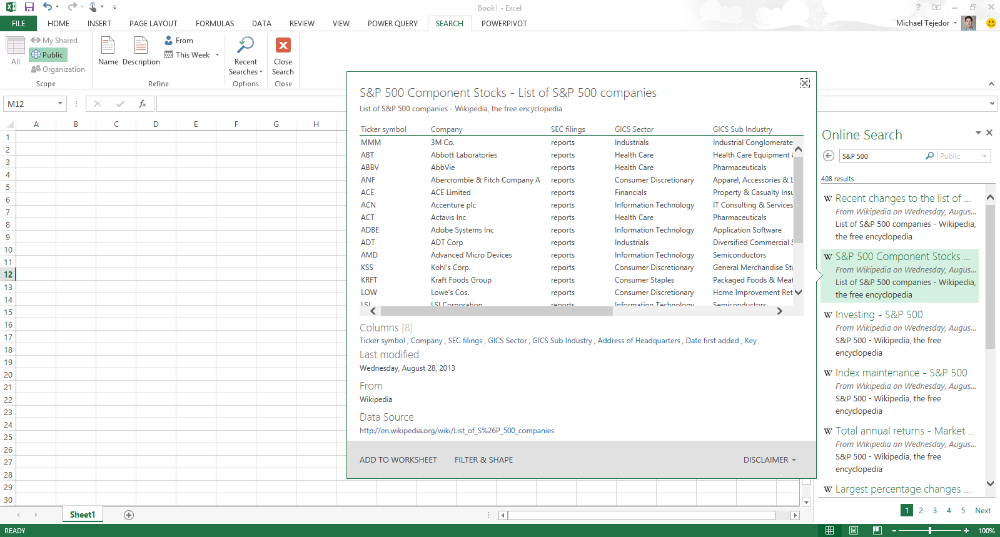 Book1 - Excel
FILE HOME INSERT PAGE LAYOUT FORMULAS DATA REVIEW VIEW POWER QUERY SEARCH POWERPIVOT
Michael Tejedor
All
My Shared
Public
Organization
Scope
Name
Description
From
This Week
Refine
Recent
Searches
Options
Close
Search
Close
M12
fx
A B C D E F G H
1
2
3
4
5
6
7
8
9
10
11
12
13
14
15
16
17
18
19
20
21
22
23
24
25
26
27
28
29
30
S&P 500 Component Stocks - List of S&P 500 companies
List of S&P 500 companies - Wikipedia, the free encyclopedia
Ticker symbol Company SEC filings GICS Sector GICS Sub Industry
MMM 3M Co. reports Industrials Industrial Conglomerate
ABT Abbott Laboratories reports Health Care Health Care Equipment
ABBV AbbVie reports Health Care Pharmaceuticals
ANF Abercrombie & Fitch Company A reports Consumer Discretionary Apparel, Accessories & L
ACE ACE Limited reports Financials Property & Casualty Insu
ACN Accenture plc reports Information Technology IT Consulting & Services
ACT Actavis Inc reports Health Care Pharmaceuticals
ADBE Adobe Systems Inc reports Information Technology Application Software
ADT ADT Corp reports Industrials Diversified Commercial S
AMD Advanced Micro Devices reports Information Technology Semiconductors
KSS Kohl's Corp. reports Consumer Discretionary General Merchandise Sto
KRFT Kraft Foods Group reports Consumer Staples Packaged Foods & Meat
LOW Lowe's Cos. reports Consumer Discretionary Home Improvement Ret
LSI LSI Corporation reports Information Technology Semiconductors
Columns [8]
Ticker symbol , Company , SEC filings , GICS Sector , GICS Sub Industry , Address of Headquarters , Date first added , Key
Last modified
Wednesday, August 28, 2013
From
Wikipedia
Data Source
http://en.wikipedia.org/wiki/List_of_S%26P_500_companies
ADD TO WORKSHEET FILTER & SHAPE DISCLAIMER
Online Search
S&P 500 Public
408 results
W Recent changes to the list of ...
From Wikipedia on Wednesday, Augus...
List of S&P 500 companies - Wikipedia,
the free encyclopedia
W S&P 500 Component Stocks ...
From Wikipedia on Wednesday, Augus...
List of S&P 500 companies - Wikipedia,
the free encyclopedia
W Investing - S&P 500
From Wikipedia on Wednesday, Augus...
S&P 500 - Wikipedia, the free
encyclopedia
W Index maintenance - S&P 500
From Wikipedia on Wednesday, Augus...
S&P 500 - Wikipedia, the free
encyclopedia
W Total annual returns - Market ...
From Wikipedia on Wednesday, Augus...
S&P 500 - Wikipedia, the free
encyclopedia
W Largest percentage changes ...
1 2 3 4 5 Next
Sheet1
READY
100%